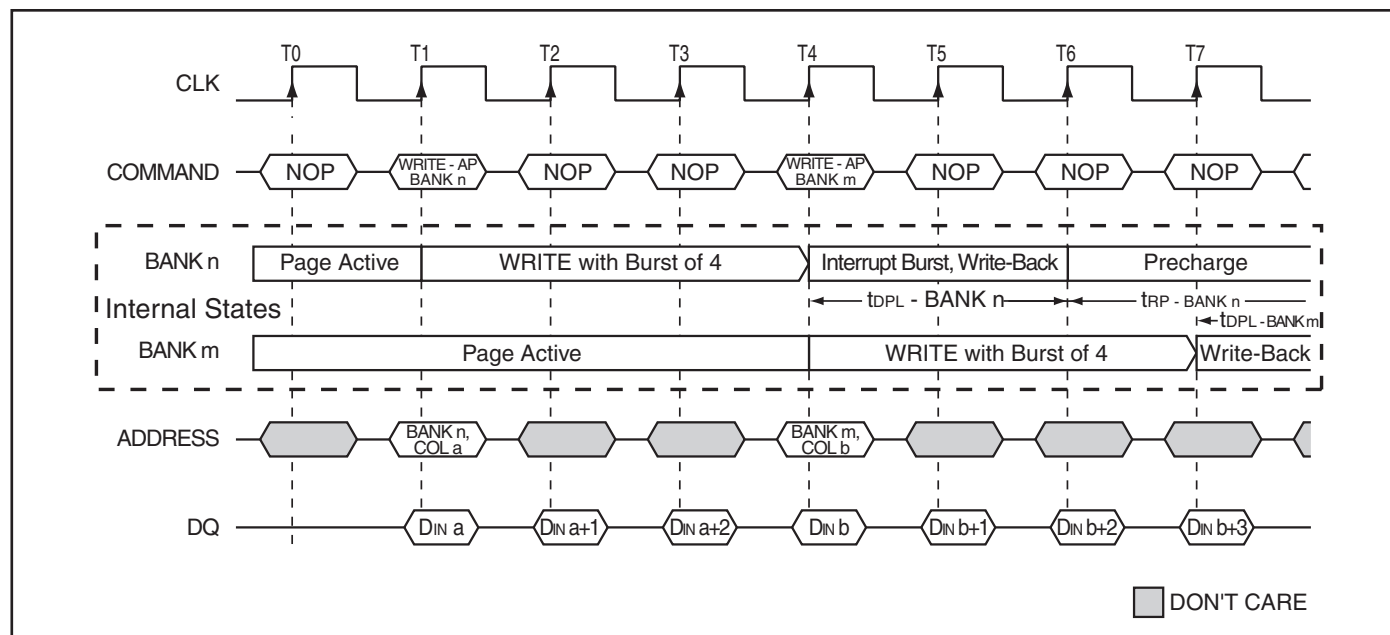 T0 T1 T2 T3 T4 T5 T6 T7
CLK
COMMAND NOP WRITE - AP BANK n NOP NOP WRITE - AP BANK m NOP NOP NOP
BANK n Page Active WRITE with Burst of 4 Interrupt Burst, Write-Back Precharge
Internal States tDPL - BANK n tRP - BANK n
tDPL - BANK m
BANK m Page Active WRITE with Burst of 4 Write-Back
ADDRESS BANK n, COL a BANK m, COL b
DQ DIN a DIN a+1 DIN a+2 DIN b DIN b+1 DIN b+2 DIN b+3
DON'T CARE